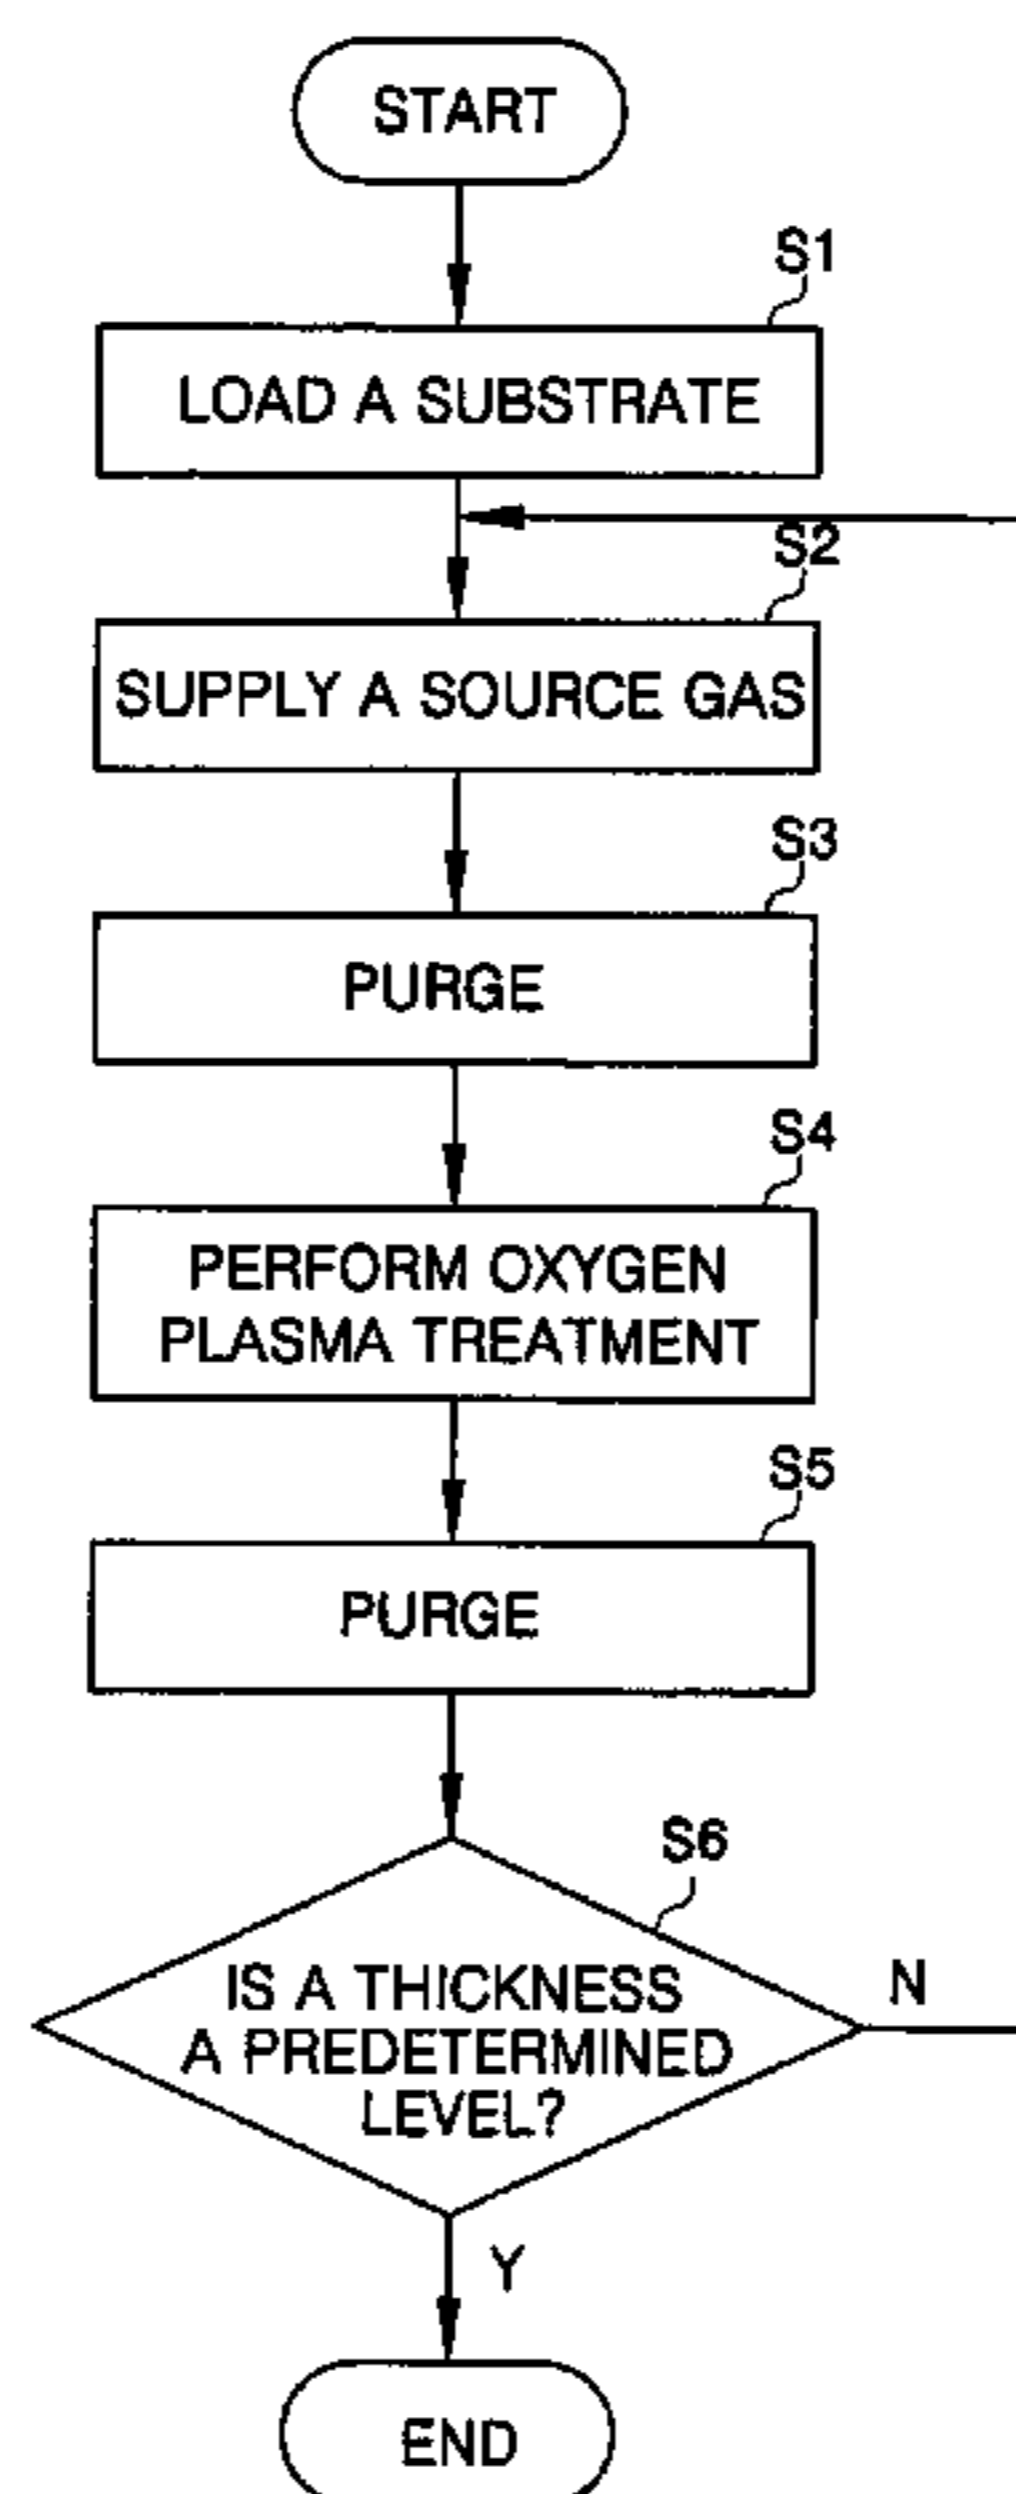 START
S1
LOAD A SUBSTRATE
S2
SUPPLY A SOURCE GAS
S3
PURGE
S4
PERFORM OXYGEN
PLASMA TREATMENT
S5
PURGE
S6
IS A THICKNESS
A PREDETERMINED
LEVEL?
N
Y
END